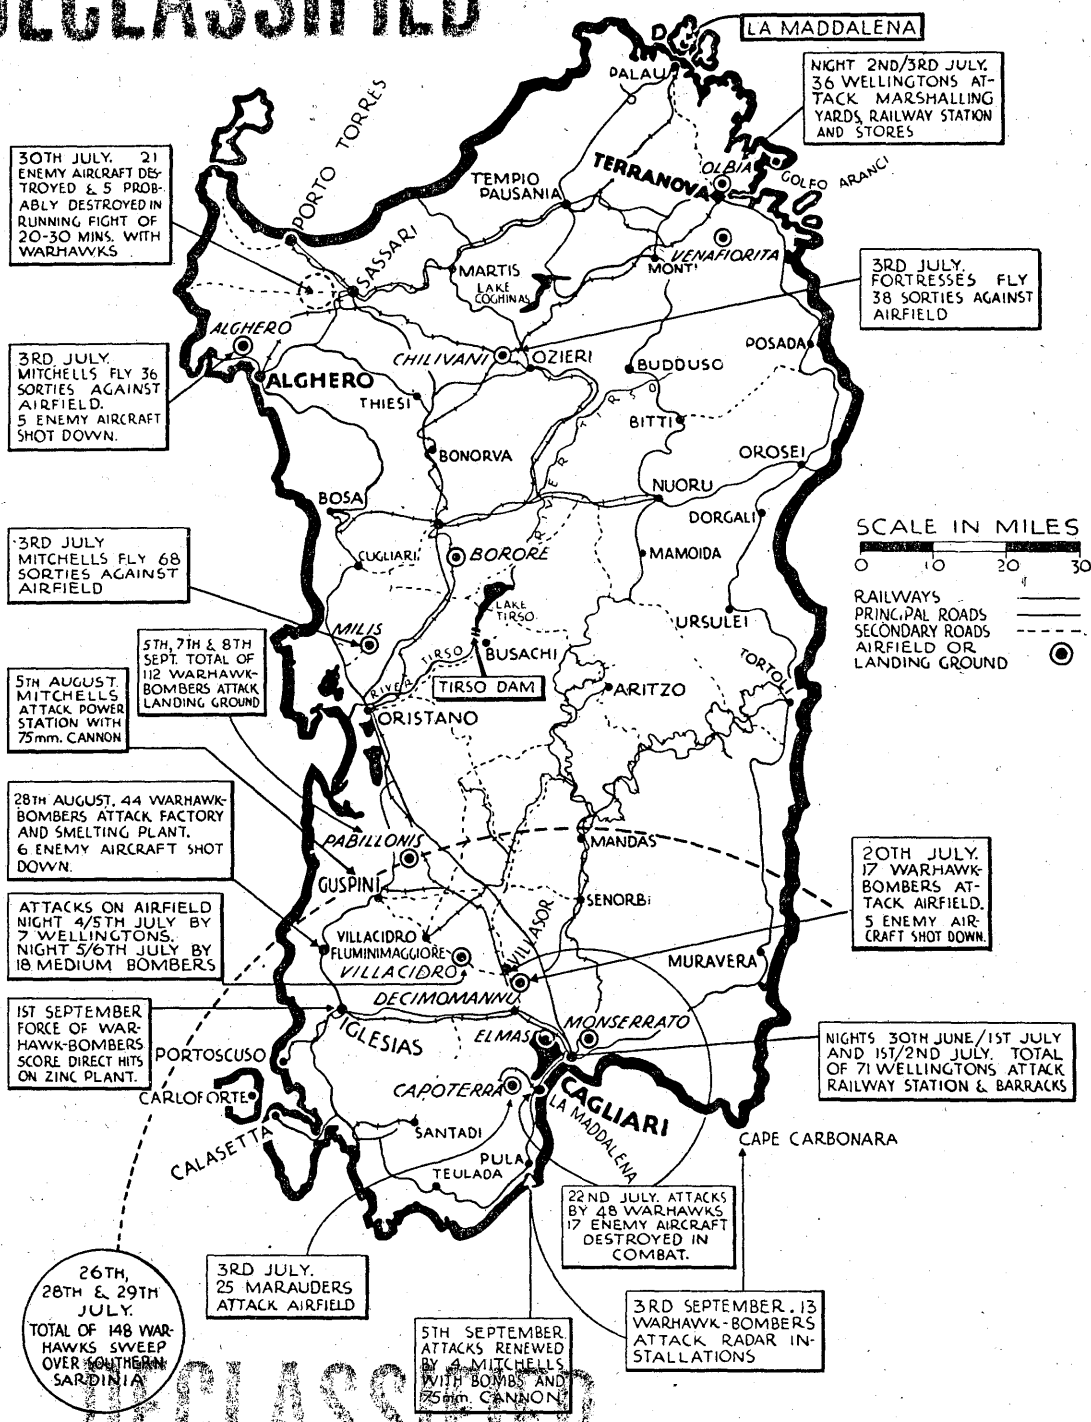 DECLASSIFIED
LA MADDALENA
D
PALAU
NIGHT 2ND/3RD JULY.
36 WELLINGTONS AT-
TACK MARSHALLING
YARDS, RAILWAY STATION
AND STORES
PORTO TORRES
30TH JULY. 21
ENEMY AIRCRAFT DES-
TROYED & 5 PROB-
ABLY DESTROYED IN
RUNNING FIGHT OF
20-30 MINS. WITH
WARHAWKS
TEMPIO
PAUSANIA
TERRANOVA
OLBIA
GOLFO ARANCI
SASSARI
MARTIS
LAKE
COGHINAS
MONTI
VENAFIORITA
3RD JULY.
FORTRESSES FLY
38 SORTIES AGAINST
AIRFIELD
ALGHERO
CHILIVANI
OZIERI
BUDDUSO
POSADA
3RD JULY.
MITCHELLS FLY 36
SORTIES AGAINST
AIRFIELD.
5 ENEMY AIRCRAFT
SHOT DOWN.
ALGHERO
THIESI
BITTI
RIVER TIRSO
BONORVA
OROSEI
BOSA
NUORU
DORGALI
SCALE IN MILES
0 10 20 30
RAILWAYS
PRINCIPAL ROADS
SECONDARY ROADS
AIRFIELD OR
LANDING GROUND
3RD JULY
MITCHELLS FLY 68
SORTIES AGAINST
AIRFIELD
CUGLIARI
BORORE
MAMOIDA
LAKE
TIRSO
URSULEI
MILIS
BUSACHI
TORTOLI
5TH, 7TH & 8TH
SEPT. TOTAL OF
112 WARHAWK-
BOMBERS ATTACK
LANDING GROUND
RIVER TIRSO
TIRSO DAM
ARITZO
5TH AUGUST.
MITCHELLS
ATTACK POWER
STATION WITH
75mm. CANNON
ORISTANO
28TH AUGUST. 44 WARHAWK-
BOMBERS ATTACK FACTORY
AND SMELTING PLANT.
6 ENEMY AIRCRAFT SHOT
DOWN.
PABILLONIS
MANDAS
20TH JULY.
17 WARHAWK-
BOMBERS AT-
TACK AIRFIELD.
5 ENEMY AIR-
CRAFT SHOT DOWN.
GUSPINI
SENORBI
ATTACKS ON AIRFIELD
NIGHT 4/5TH JULY BY
7 WELLINGTONS.
NIGHT 5/6TH JULY BY
18 MEDIUM BOMBERS
VILLACIDRO
FLUMINIMAGGIORE
VILLACIDRO
VILLASOR
MURAVERA
DECIMOMANNU
1ST SEPTEMBER
FORCE OF WAR-
HAWK-BOMBERS
SCORE DIRECT HITS
ON ZINC PLANT.
IGLESIAS
ELMAS
MONSERRATO
NIGHTS 30TH JUNE/1ST JULY
AND 1ST/2ND JULY. TOTAL
OF 71 WELLINGTONS ATTACK
RAILWAY STATION & BARRACKS
PORTOSCUSO
CARLOFORTE
CAPOTERRA
CAGLIARI
LA MADDALENA
CALASETTA
SANTADI
CAPE CARBONARA
PULA
TEULADA
22ND JULY. ATTACKS
BY 48 WARHAWKS
17 ENEMY AIRCRAFT
DESTROYED IN
COMBAT.
26TH,
28TH & 29TH
JULY.
TOTAL OF 148 WAR-
HAWKS SWEEP
OVER SOUTHERN
SARDINIA
3RD JULY.
25 MARAUDERS
ATTACK AIRFIELD
5TH SEPTEMBER
ATTACKS RENEWED
BY 4 MITCHELLS
WITH BOMBS AND
75mm. CANNON
3RD SEPTEMBER. 13
WARHAWK-BOMBERS
ATTACK RADAR IN-
STALLATIONS
DECLASSIFIED